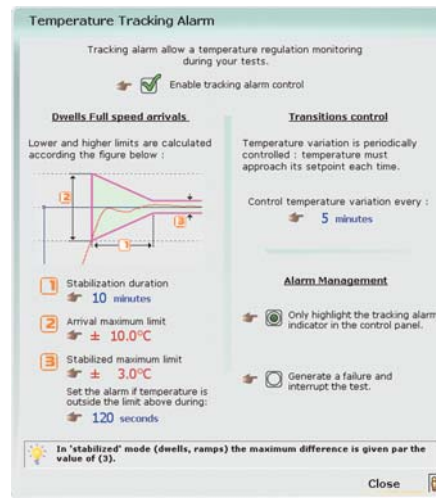 Temperature Tracking Alarm
Tracking alarm allow a temperature regulation monitoring
during your tests.
Enable tracking alarm control
Dwells Full speed arrivals
Lower and higher limits are calculated
according the figure below :
2
3
1
1 Stabilization duration
10 minutes
2 Arrival maximum limit
± 10.0°C
3 Stabilized maximum limit
± 3.0°C
Set the alarm if temperature is
outside the limit above during:
120 seconds
Transitions control
Temperature variation is periodically
controlled : temperature must
approach its setpoint each time.
Control temperature variation every :
5 minutes
Alarm Management
Only highlight the tracking alarm
indicator in the control panel.
Generate a failure and
interrupt the test.
In 'stabilized' mode (dwells, ramps) the maximum difference is given par the
value of (3).
Close